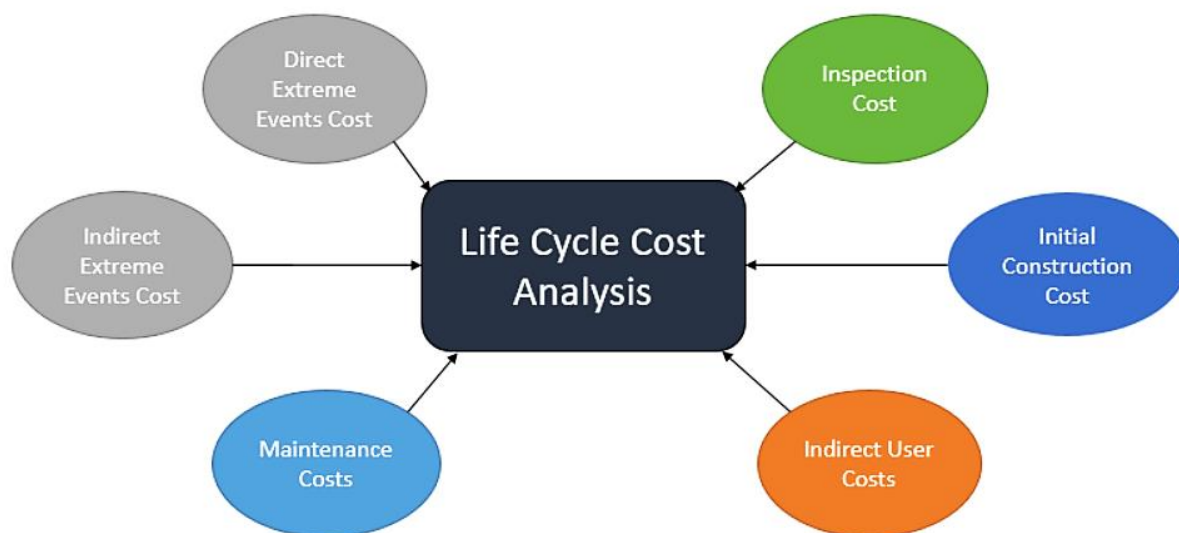 Direct
Extreme
Events Cost
Inspection
Cost
Indirect
Extreme
Events Cost
Life Cycle Cost
Analysis
Initial
Construction
Cost
Maintenance
Costs
Indirect User
Costs